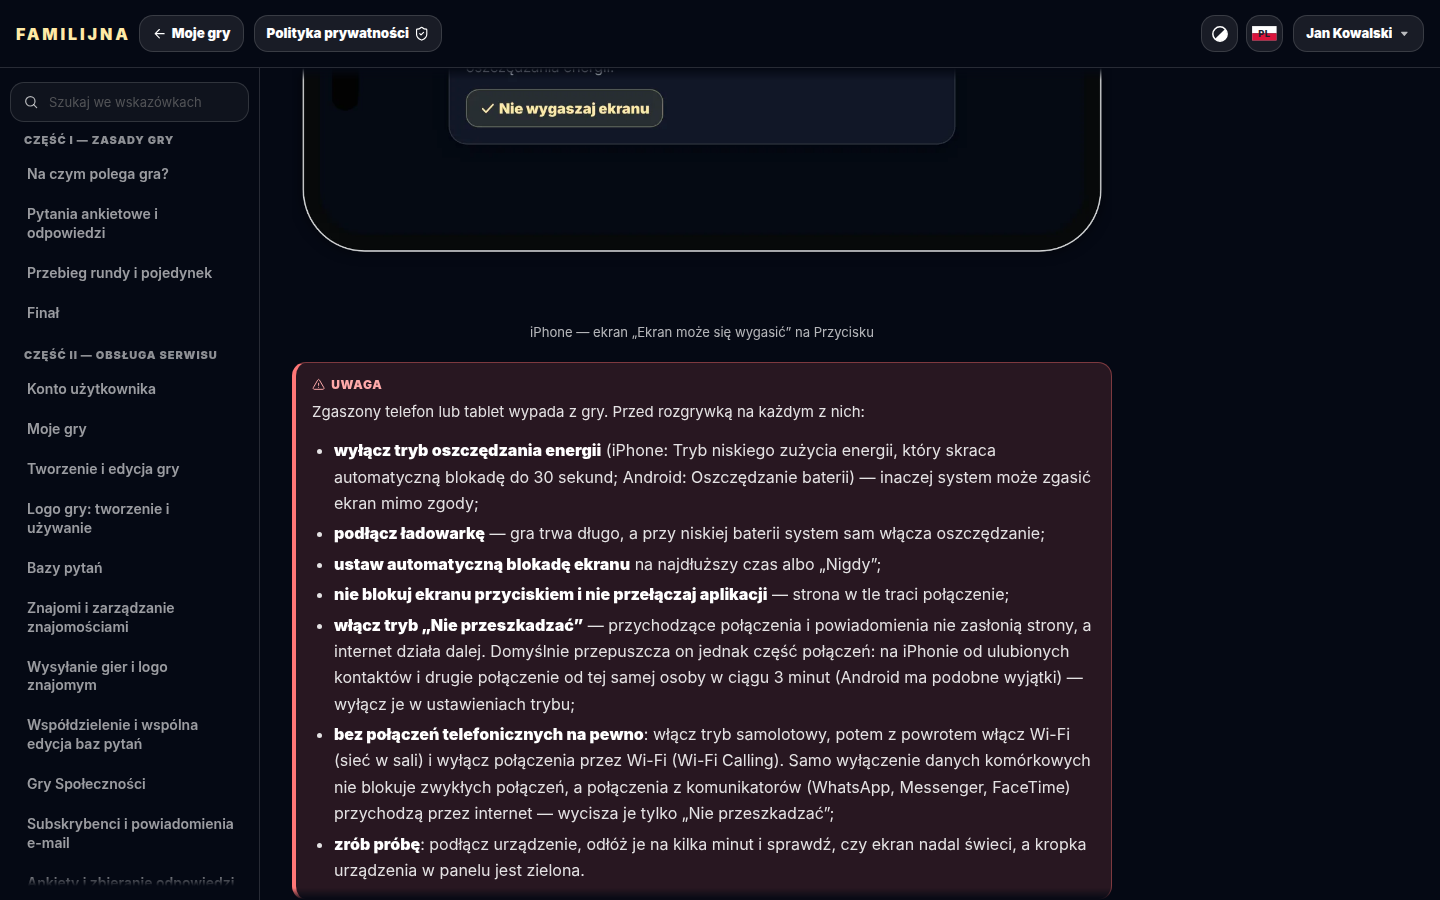 FAMILIJNA
Moje gry
Polityka prywatności
PL
Jan Kowalski
Szukaj we wskazówkach
CZĘŚĆ I — ZASADY GRY
Na czym polega gra?
Pytania ankietowe i
odpowiedzi
Przebieg rundy i pojedynek
Finał
CZĘŚĆ II — OBSŁUGA SERWISU
Konto użytkownika
Moje gry
Tworzenie i edycja gry
Logo gry: tworzenie i
używanie
Bazy pytań
Znajomi i zarządzanie
znajomościami
Wysyłanie gier i logo
znajomym
Współdzielenie i wspólna
edycja baz pytań
Gry Społeczności
Subskrybenci i powiadomienia
e-mail
Ankiety i zbieranie odpowiedzi
oszczędzania energii.
Nie wygaszaj ekranu
iPhone — ekran „Ekran może się wygasić” na Przycisku
UWAGA
Zgaszony telefon lub tablet wypada z gry. Przed rozgrywką na każdym z nich:
• wyłącz tryb oszczędzania energii (iPhone: Tryb niskiego zużycia energii, który skraca
automatyczną blokadę do 30 sekund; Android: Oszczędzanie baterii) — inaczej system może zgasić
ekran mimo zgody;
• podłącz ładowarkę — gra trwa długo, a przy niskiej baterii system sam włącza oszczędzanie;
• ustaw automatyczną blokadę ekranu na najdłuższy czas albo „Nigdy”;
• nie blokuj ekranu przyciskiem i nie przełączaj aplikacji — strona w tle traci połączenie;
• włącz tryb „Nie przeszkadzać” — przychodzące połączenia i powiadomienia nie zasłonią strony, a
internet działa dalej. Domyślnie przepuszcza on jednak część połączeń: na iPhonie od ulubionych
kontaktów i drugie połączenie od tej samej osoby w ciągu 3 minut (Android ma podobne wyjątki) —
wyłącz je w ustawieniach trybu;
• bez połączeń telefonicznych na pewno: włącz tryb samolotowy, potem z powrotem włącz Wi-Fi
(sieć w sali) i wyłącz połączenia przez Wi-Fi (Wi-Fi Calling). Samo wyłączenie danych komórkowych
nie blokuje zwykłych połączeń, a połączenia z komunikatorów (WhatsApp, Messenger, FaceTime)
przychodzą przez internet — wycisza je tylko „Nie przeszkadzać”;
• zrób próbę: podłącz urządzenie, odłóż je na kilka minut i sprawdź, czy ekran nadal świeci, a kropka
urządzenia w panelu jest zielona.